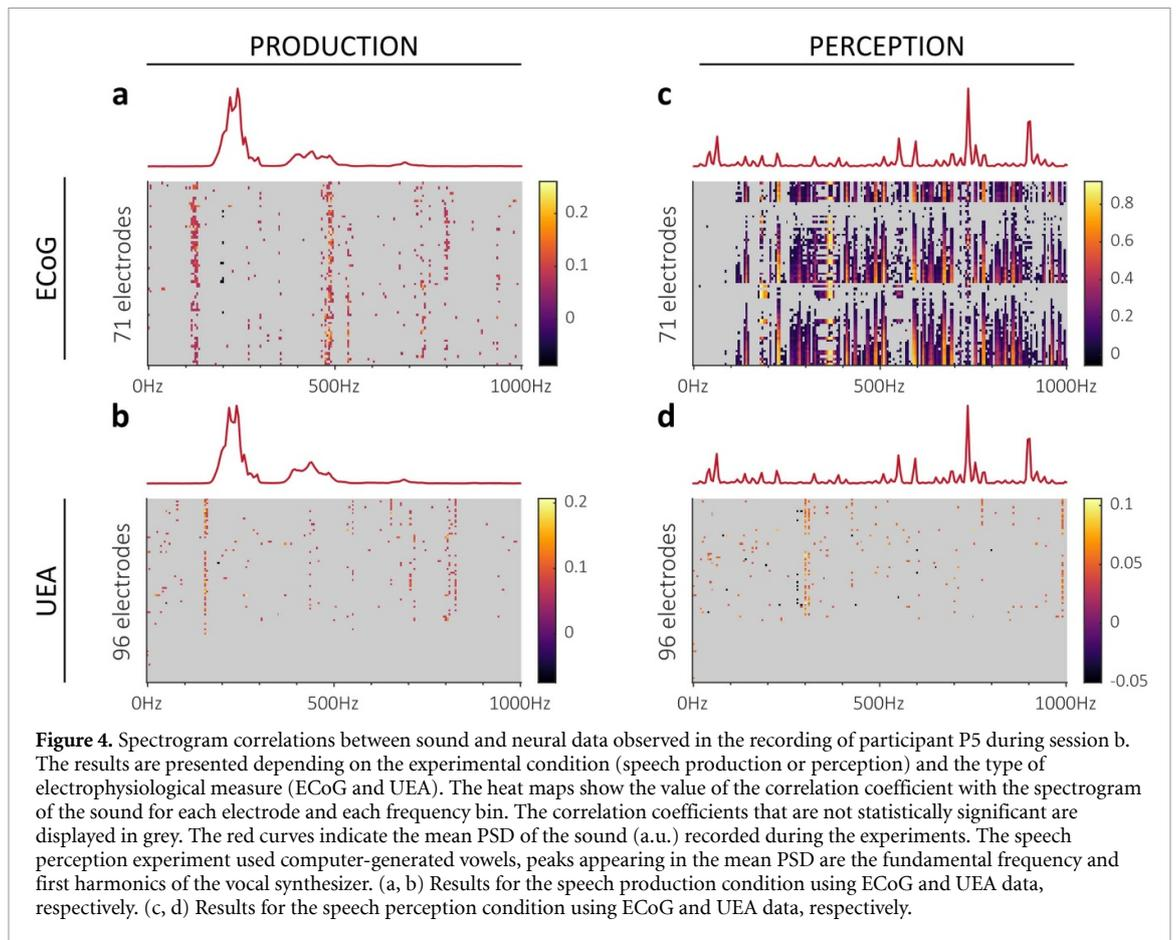 PRODUCTION
PERCEPTION
a
c
ECoG
71 electrodes
0.2
0.1
0
0Hz
500Hz
1000Hz
71 electrodes
0.8
0.6
0.4
0.2
0
0Hz
500Hz
1000Hz
b
d
UEA
96 electrodes
0.2
0.1
0
0Hz
500Hz
1000Hz
96 electrodes
0.1
0.05
0
-0.05
0Hz
500Hz
1000Hz
Figure 4. Spectrogram correlations between sound and neural data observed in the recording of participant P5 during session b.
The results are presented depending on the experimental condition (speech production or perception) and the type of
electrophysiological measure (ECoG and UEA). The heat maps show the value of the correlation coefficient with the spectrogram
of the sound for each electrode and each frequency bin. The correlation coefficients that are not statistically significant are
displayed in grey. The red curves indicate the mean PSD of the sound (a.u.) recorded during the experiments. The speech
perception experiment used computer-generated vowels, peaks appearing in the mean PSD are the fundamental frequency and
first harmonics of the vocal synthesizer. (a, b) Results for the speech production condition using ECoG and UEA data,
respectively. (c, d) Results for the speech perception condition using ECoG and UEA data, respectively.